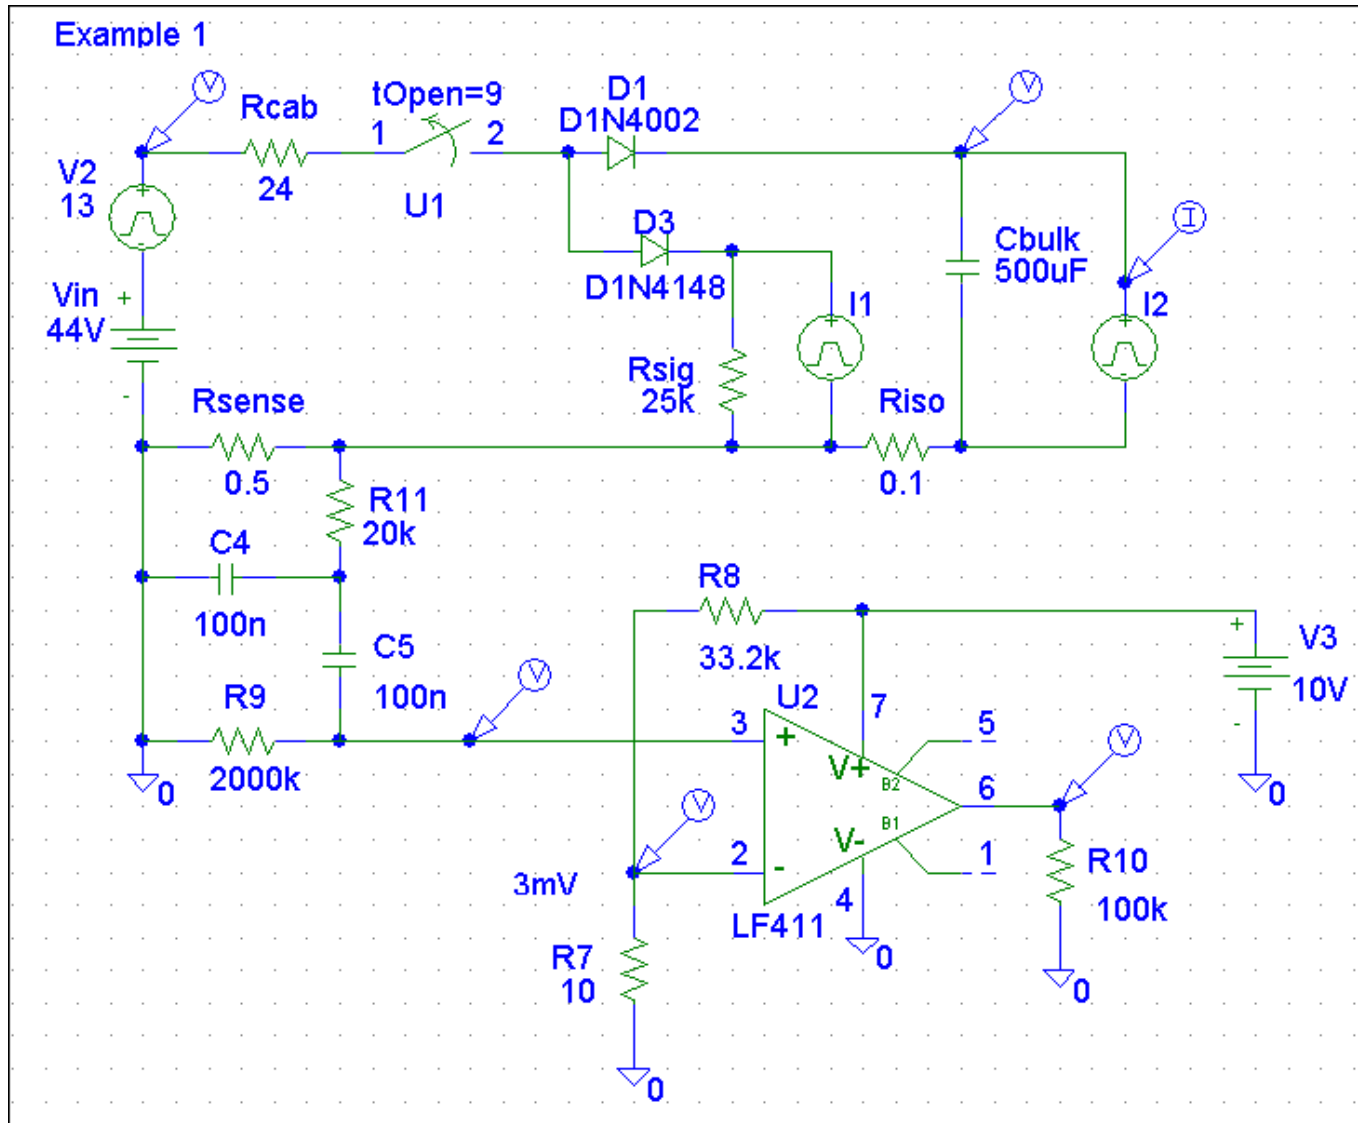 Example 1
V
V
Rcab
tOpen=9
D1
D1N4002
1
2
V2
13
24
U1
I
D3
D1N4148
Cbulk
500uF
Vin
+
44V
-
I1
I2
Rsense
Rsig
25k
Riso
0.5
0.1
R11
20k
C4
100n
R8
33.2k
C5
100n
V
+
V3
10V
-
R9
2000k
U2
7
5
3
+
V+
B2
V
6
0
0
V
B1
V-
2
-
1
3mV
4
R10
100k
LF411
0
R7
10
0
0